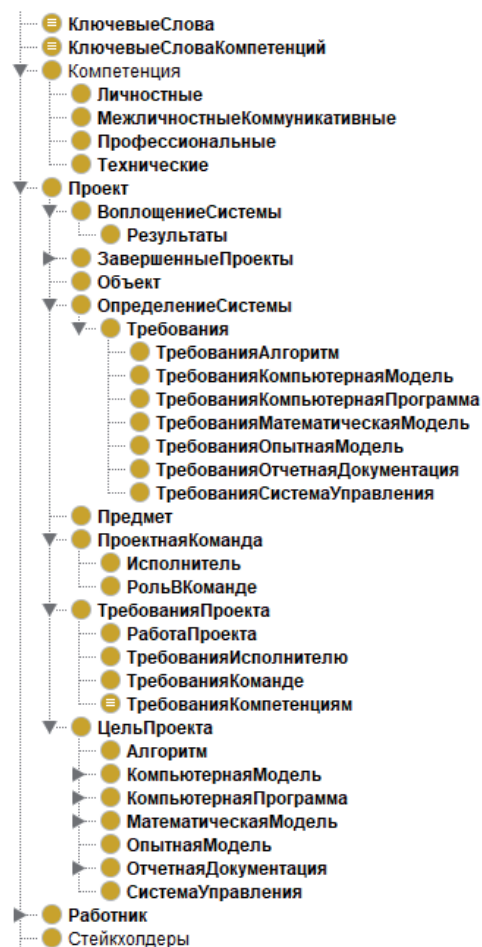 КлючевыеСлова
КлючевыеСловаКомпетенций
Компетенция
Личностные
МежличностныеКоммуникативные
Профессиональные
Технические
Проект
ВоплощениеСистемы
Результаты
ЗавершенныеПроекты
Объект
ОпределениеСистемы
Требования
ТребованияАлгоритм
ТребованияКомпьютернаяМодель
ТребованияКомпьютернаяПрограмма
ТребованияМатематическаяМодель
ТребованияОпытнаяМодель
ТребованияОтчетнаяДокументация
ТребованияСистемаУправления
Предмет
ПроектнаяКоманда
Исполнитель
РольВКоманде
ТребованияПроекта
РаботаПроекта
ТребованияИсполнителю
ТребованияКоманде
ТребованияКомпетенциям
ЦельПроекта
Алгоритм
КомпьютернаяМодель
КомпьютернаяПрограмма
МатематическаяМодель
ОпытнаяМодель
ОтчетнаяДокументация
СистемаУправления
Работник
Стейкхолдеры